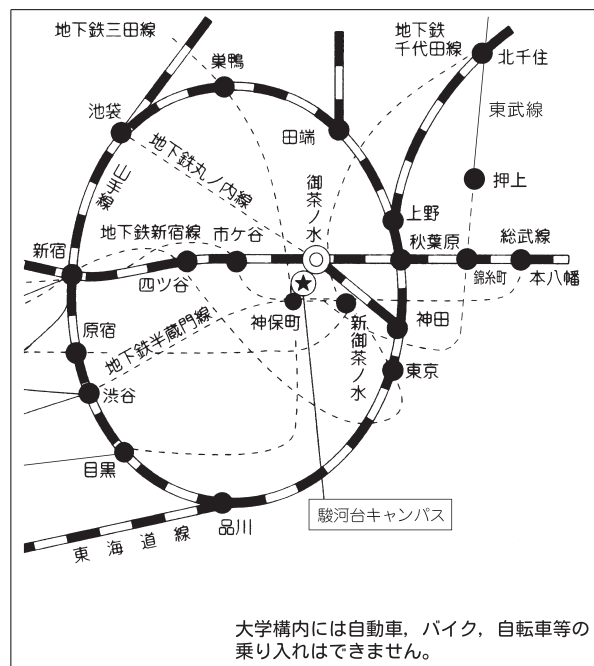 地下鉄三田線
地下鉄
千代田線
北千住
巣鴨
東武線
池袋
田端
地下鉄丸ノ内線
山手線
御茶ノ水
押上
上野
地下鉄新宿線
市ケ谷
秋葉原
総武線
新宿
四ツ谷
錦糸町
本八幡
神保町
新御茶ノ水
神田
原宿
地下鉄半蔵門線
東京
渋谷
目黒
駿河台キャンパス
品川
東海道線
大学構内には自動車，バイク，自転車等の
乗り入れはできません。